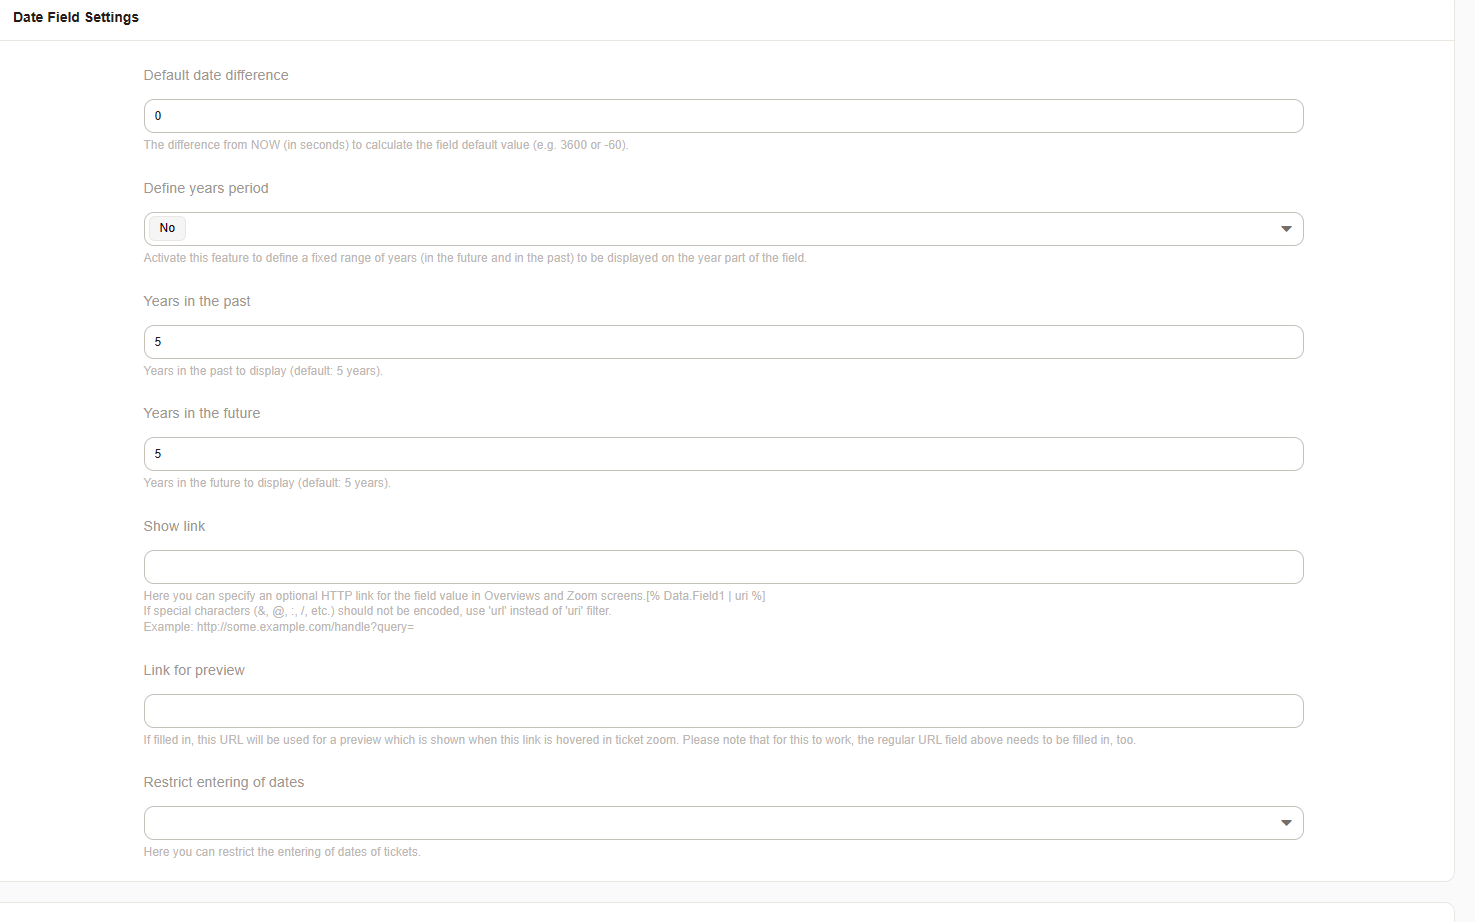 Date Field Settings
Default date difference
0
The difference from NOW (in seconds) to calculate the field default value (e.g. 3600 or -60).
Define years period
No
Activate this feature to define a fixed range of years (in the future and in the past) to be displayed on the year part of the field.
Years in the past
5
Years in the past to display (default: 5 years).
Years in the future
5
Years in the future to display (default: 5 years).
Show link
Here you can specify an optional HTTP link for the field value in Overviews and Zoom screens.[% Data.Field1 | uri %]
If special characters (&, @, :, /, etc.) should not be encoded, use 'url' instead of 'uri' filter.
Example: http://some.example.com/handle?query=
Link for preview
If filled in, this URL will be used for a preview which is shown when this link is hovered in ticket zoom. Please note that for this to work, the regular URL field above needs to be filled in, too.
Restrict entering of dates
Here you can restrict the entering of dates of tickets.